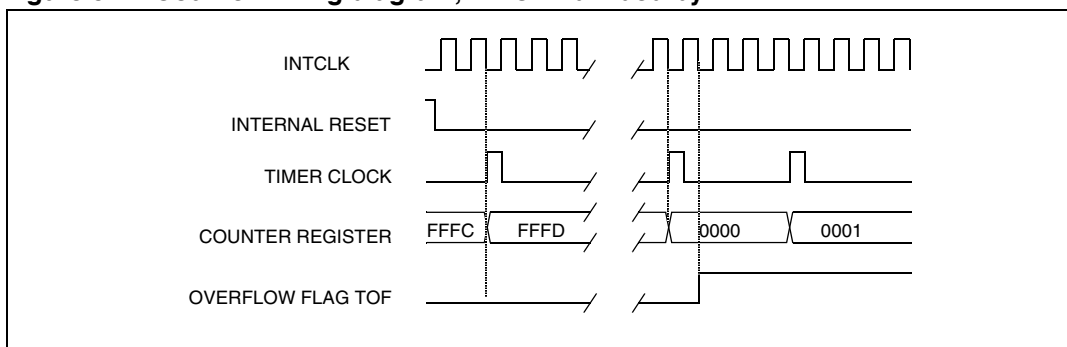 INTCLK
INTERNAL RESET
TIMER CLOCK
COUNTER REGISTER FFFC FFFD 0000 0001
OVERFLOW FLAG TOF